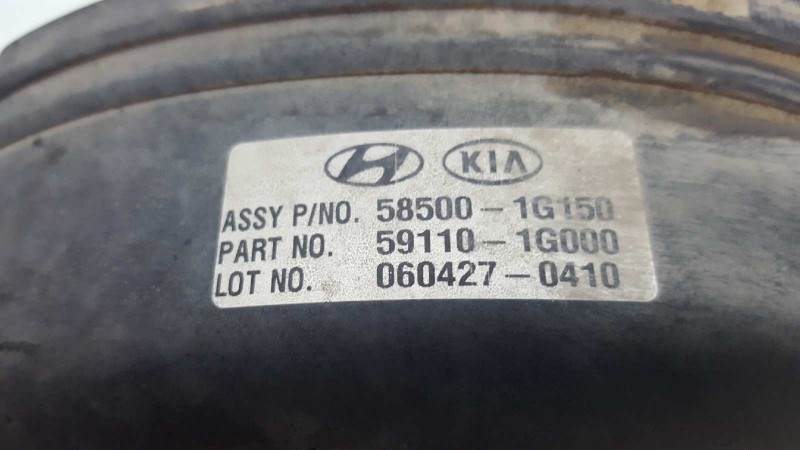 KIA
ASSY P/NO. 58500-1G150
PART NO. 59110-1G000
LOT NO. 060427-0410